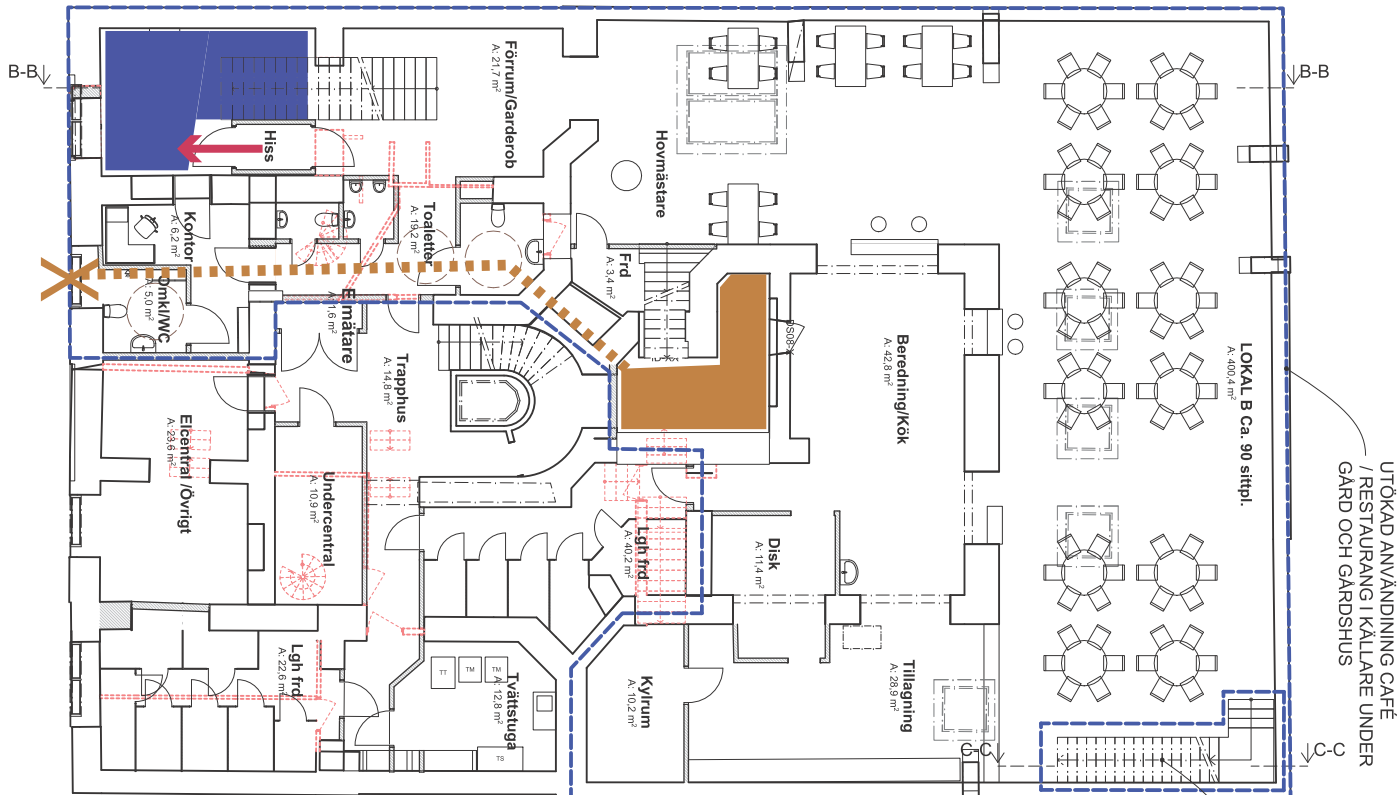 B-B
B-B
Förrum/Garderob
A: 21,7 m²
Hiss
Hovmästare
Kontor
A: 6,2 m²
Toaletter
A: 19,2 m²
Frd
A: 3,4 m²
Omkl/WC
A: 5,0 m²
Elmätare
A: 1,6 m²
Trapphus
A: 14,8 m²
Beredning/Kök
A: 42,8 m²
LOKAL B Ca. 90 sittpl.
A: 400,4 m²
UTÖKAD ANVÄNDNING CAFÉ
/ RESTAURANG I KÄLLARE UNDER
GÅRD OCH GÅRDSHUS
Elcentral /Övrigt
A: 23,6 m²
Undercentral
A: 10,9 m²
Lgh frd
A: 40,2 m²
Disk
A: 11,4 m²
Lgh frd
A: 22,6 m²
TT
TM
TM
Tvättstuga
A: 12,8 m²
TS
Kylrum
A: 10,2 m²
Tillagning
A: 28,9 m²
C-C
C-C